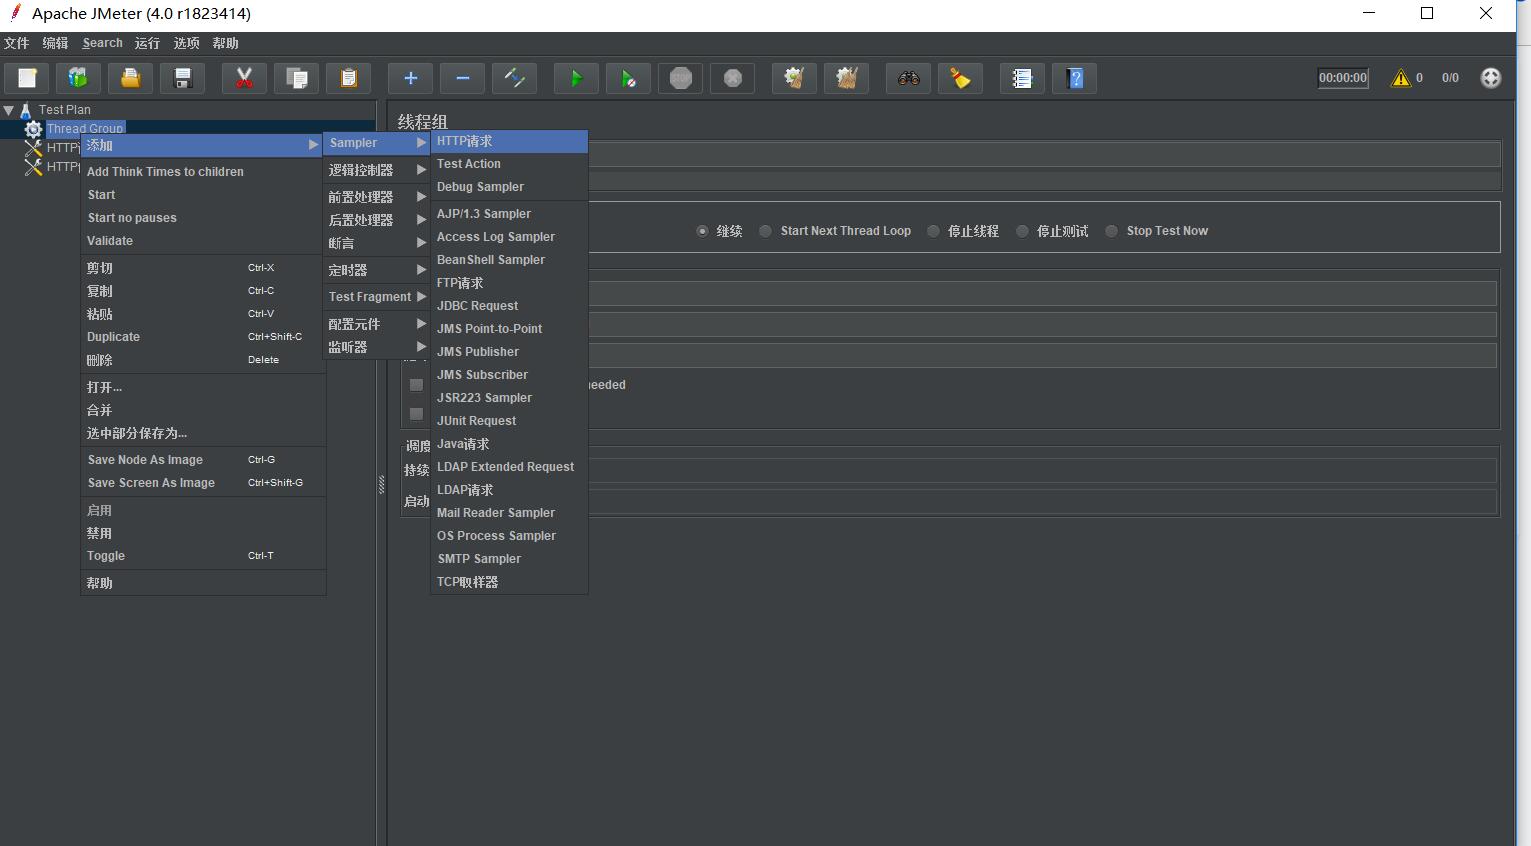 Apache JMeter (4.0 r1823414)
文件 编辑 Search 运行 选项 帮助
STOP
00:00:00
0
0/0
Test Plan
Thread Group
HTTP
HTTP
添加
Add Think Times to children
Start
Start no pauses
Validate
剪切 Ctrl-X
复制 Ctrl-C
粘贴 Ctrl-V
Duplicate Ctrl+Shift-C
删除 Delete
打开...
合并
选中部分保存为...
Save Node As Image Ctrl-G
Save Screen As Image Ctrl+Shift-G
启用
禁用
Toggle Ctrl-T
帮助
Sampler
逻辑控制器
前置处理器
后置处理器
断言
定时器
Test Fragment
配置元件
监听器
HTTP请求
Test Action
Debug Sampler
AJP/1.3 Sampler
Access Log Sampler
BeanShell Sampler
FTP请求
JDBC Request
JMS Point-to-Point
JMS Publisher
JMS Subscriber
JSR223 Sampler
JUnit Request
Java请求
LDAP Extended Request
LDAP请求
Mail Reader Sampler
OS Process Sampler
SMTP Sampler
TCP取样器
线程组
继续 Start Next Thread Loop 停止线程 停止测试 Stop Test Now
needed
调度
持续
启动